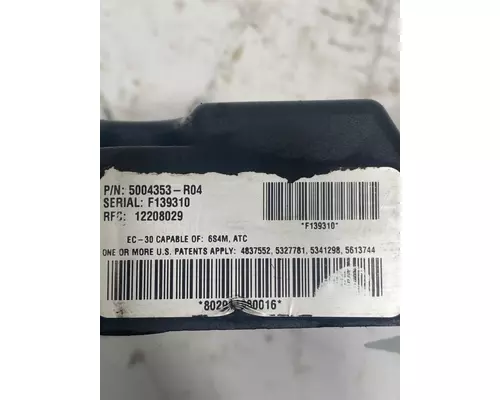 P/N: 5004353-R04
SERIAL: F139310
RFC: 12208029
*F139310*
EC-30 CAPABLE OF: 6S4M, ATC
ONE OR MORE U.S. PATENTS APPLY: 4837552, 5327781, 5341298, 5613744